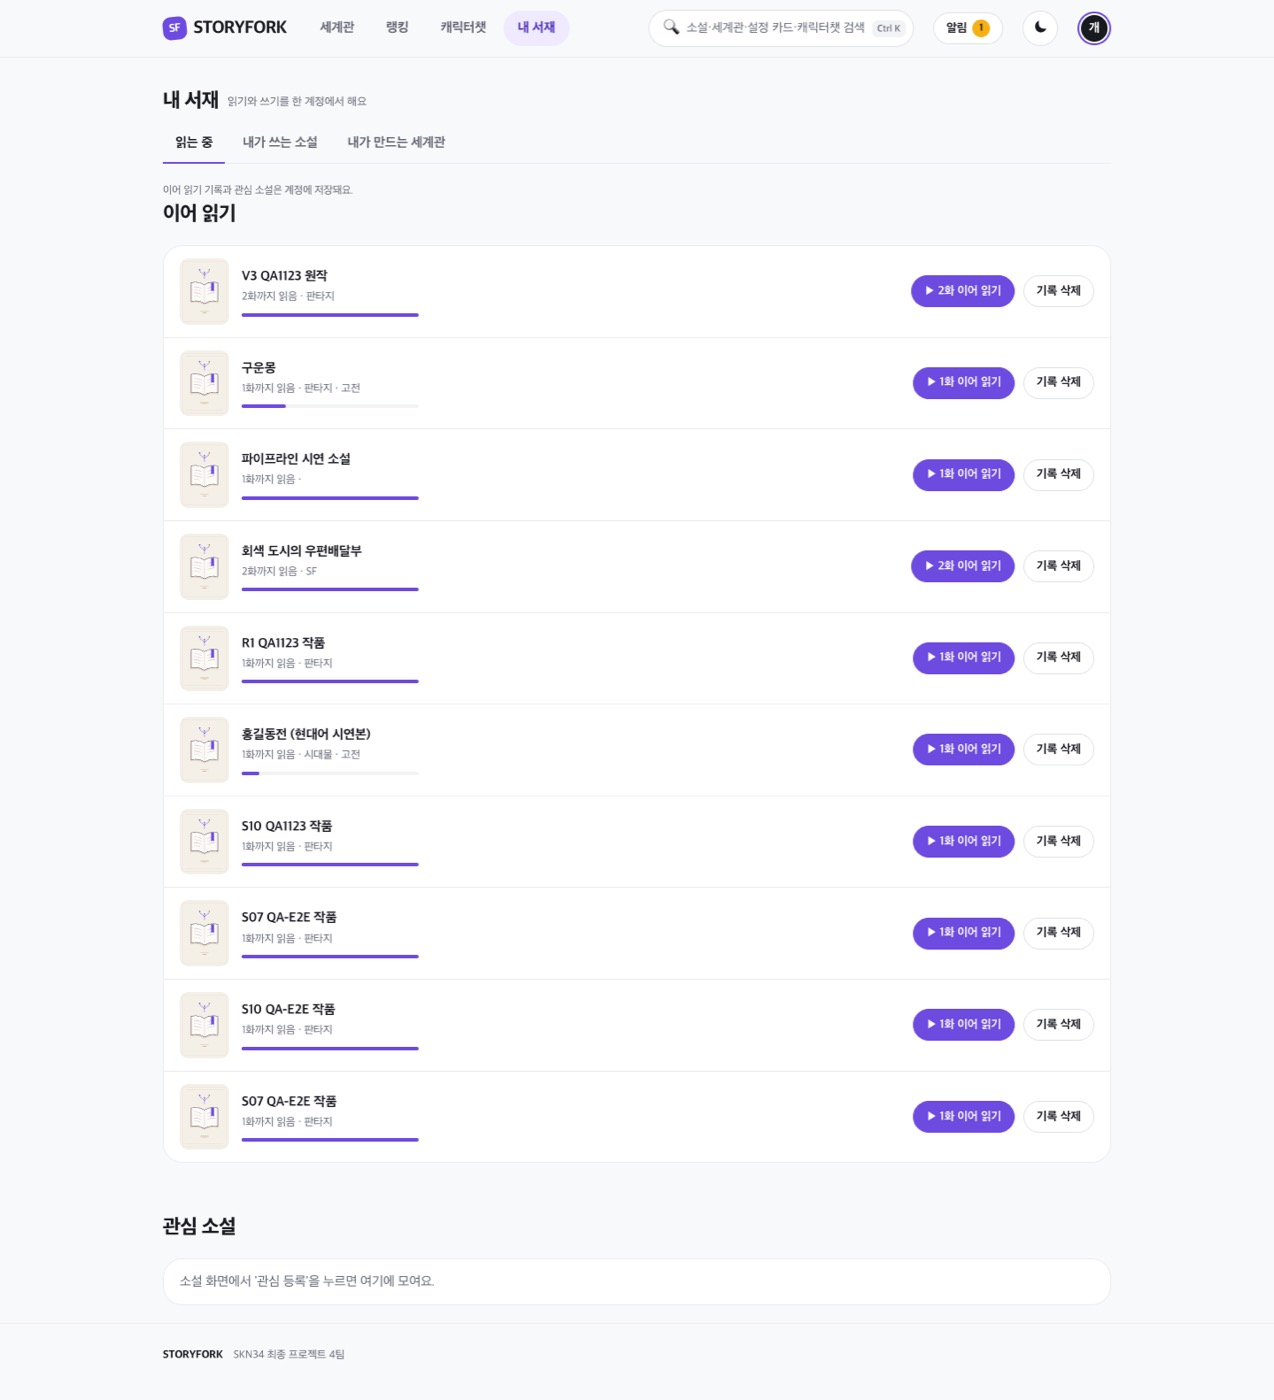 SF STORYFORK 세계관 랭킹 캐릭터챗 내 서재 소설·세계관·설정 카드·캐릭터챗 검색 Ctrl K 알림 1 개
내 서재 읽기와 쓰기를 한 계정에서 해요
읽는 중 내가 쓰는 소설 내가 만드는 세계관
이어 읽기 기록과 관심 소설은 계정에 저장돼요.
이어 읽기
V3 QA1123 원작
2화까지 읽음 · 판타지
▶ 2화 이어 읽기 기록 삭제
구운몽
1화까지 읽음 · 판타지 · 고전
▶ 1화 이어 읽기 기록 삭제
파이프라인 시연 소설
1화까지 읽음 ·
▶ 1화 이어 읽기 기록 삭제
회색 도시의 우편배달부
2화까지 읽음 · SF
▶ 2화 이어 읽기 기록 삭제
R1 QA1123 작품
1화까지 읽음 · 판타지
▶ 1화 이어 읽기 기록 삭제
홍길동전 (현대어 시연본)
1화까지 읽음 · 시대물 · 고전
▶ 1화 이어 읽기 기록 삭제
S10 QA1123 작품
1화까지 읽음 · 판타지
▶ 1화 이어 읽기 기록 삭제
S07 QA-E2E 작품
1화까지 읽음 · 판타지
▶ 1화 이어 읽기 기록 삭제
S10 QA-E2E 작품
1화까지 읽음 · 판타지
▶ 1화 이어 읽기 기록 삭제
S07 QA-E2E 작품
1화까지 읽음 · 판타지
▶ 1화 이어 읽기 기록 삭제
관심 소설
소설 화면에서 '관심 등록'을 누르면 여기에 모여요.
STORYFORK SKN34 최종 프로젝트 4팀